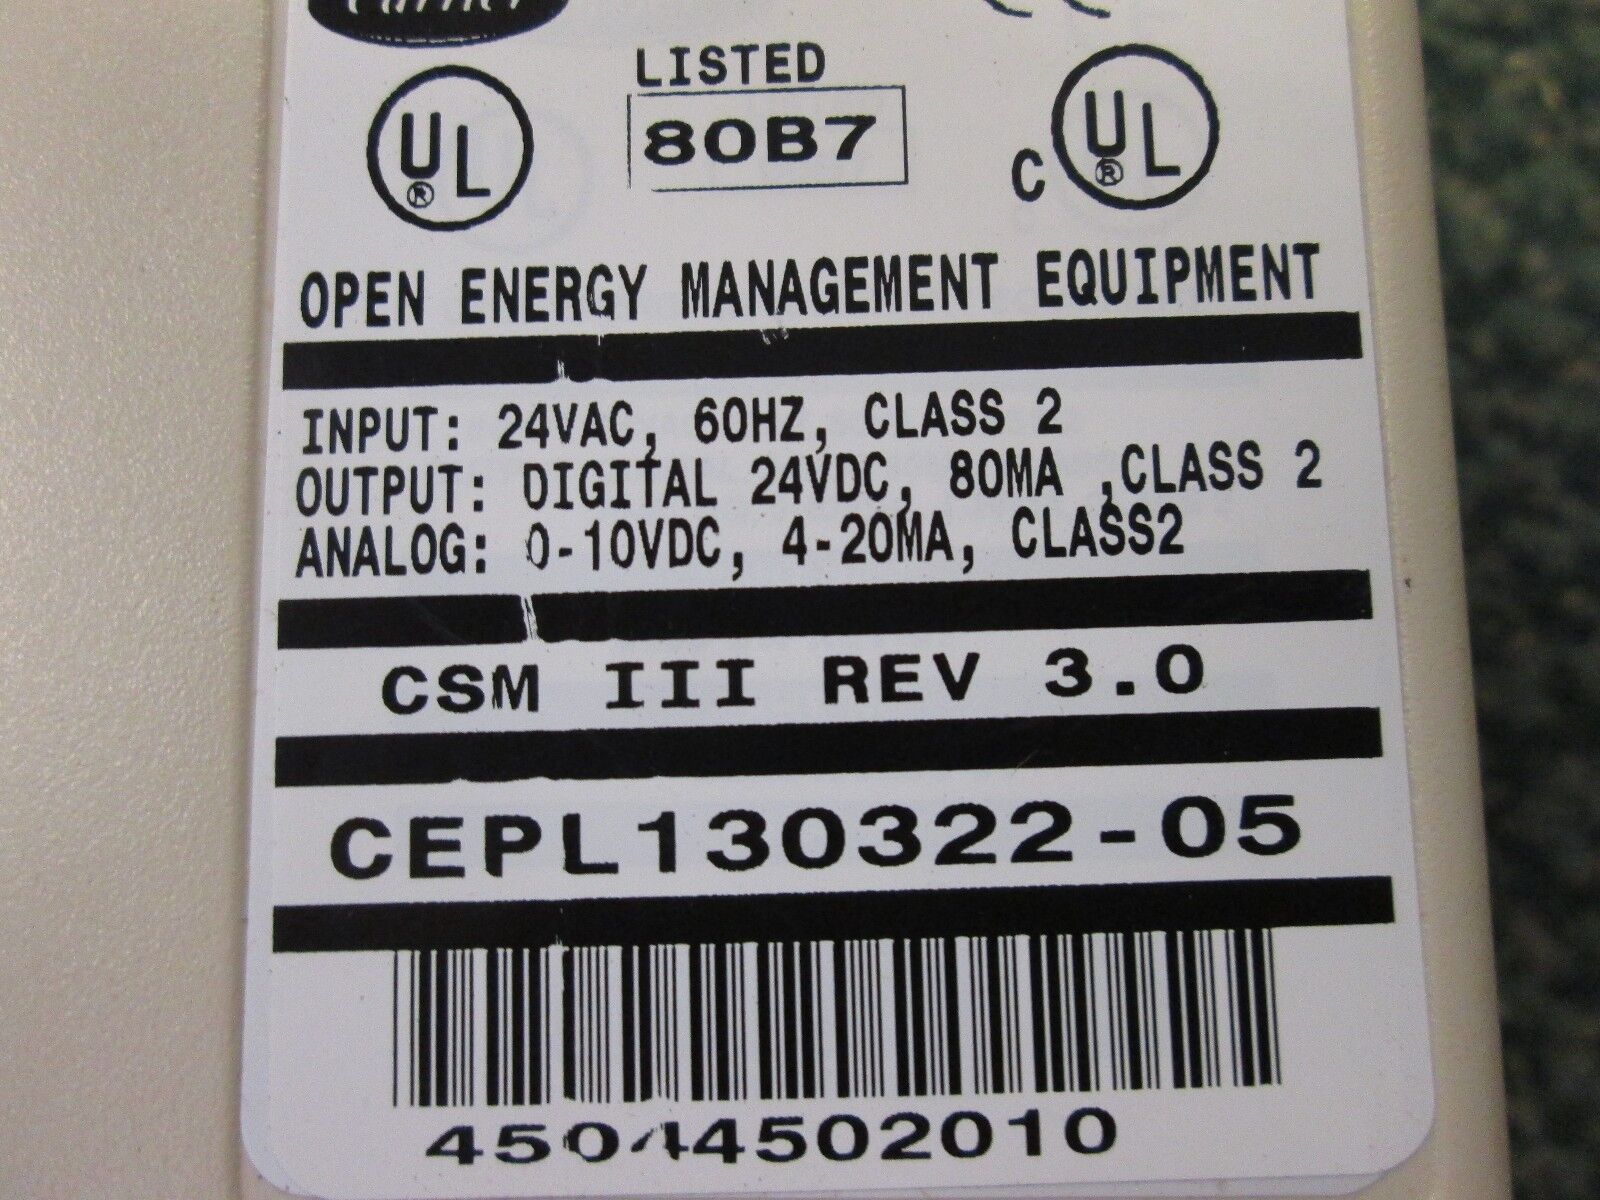 Carrier
LISTED
UL® 80B7 C UL®
OPEN ENERGY MANAGEMENT EQUIPMENT
INPUT: 24VAC, 60HZ, CLASS 2
OUTPUT: DIGITAL 24VDC, 80MA ,CLASS 2
ANALOG: 0-10VDC, 4-20MA, CLASS2
CSM III REV 3.0
CEPL130322-05
45044502010